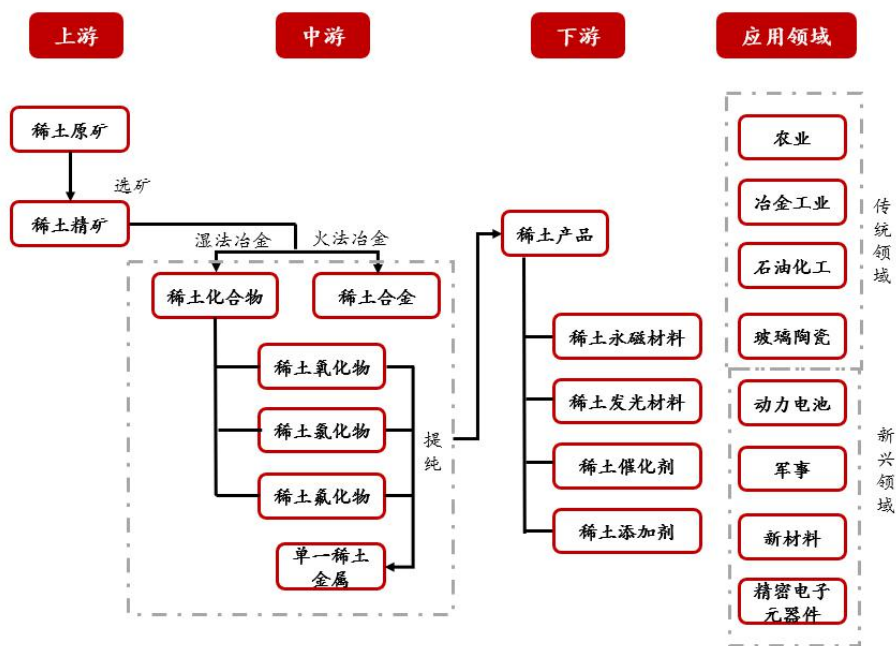 上游
中游
下游
应用领域
稀土原矿
选矿
稀土精矿
湿法冶金
火法冶金
稀土化合物
稀土合金
稀土氧化物
稀土氯化物
稀土氟化物
提纯
单一稀土
金属
稀土产品
稀土永磁材料
稀土发光材料
稀土催化剂
稀土添加剂
农业
冶金工业
石油化工
玻璃陶瓷
传统领域
动力电池
军事
新材料
精密电子
元器件
新兴领域